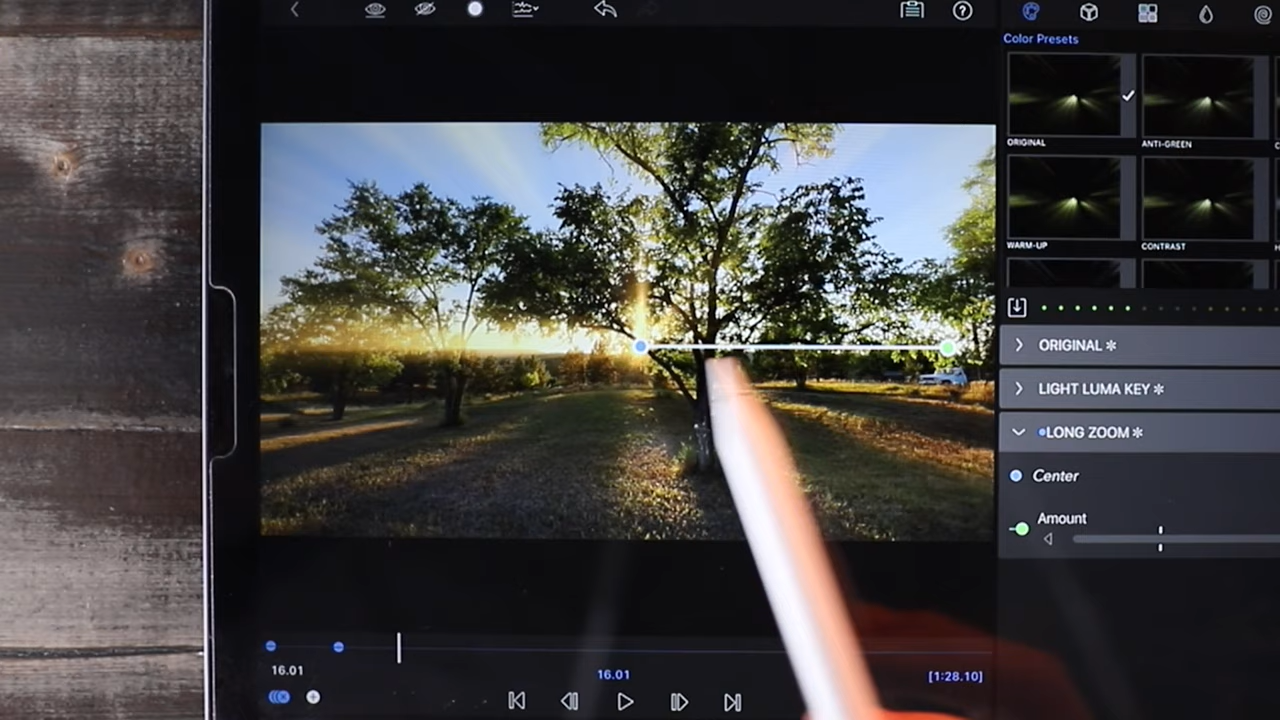 Color Presets
ORIGINAL
ANTI-GREEN
WARM-UP
CONTRAST
ORIGINAL ✻
LIGHT LUMA KEY ✻
LONG ZOOM ✻
Center
Amount
16.01
16.01
[1:28.10]